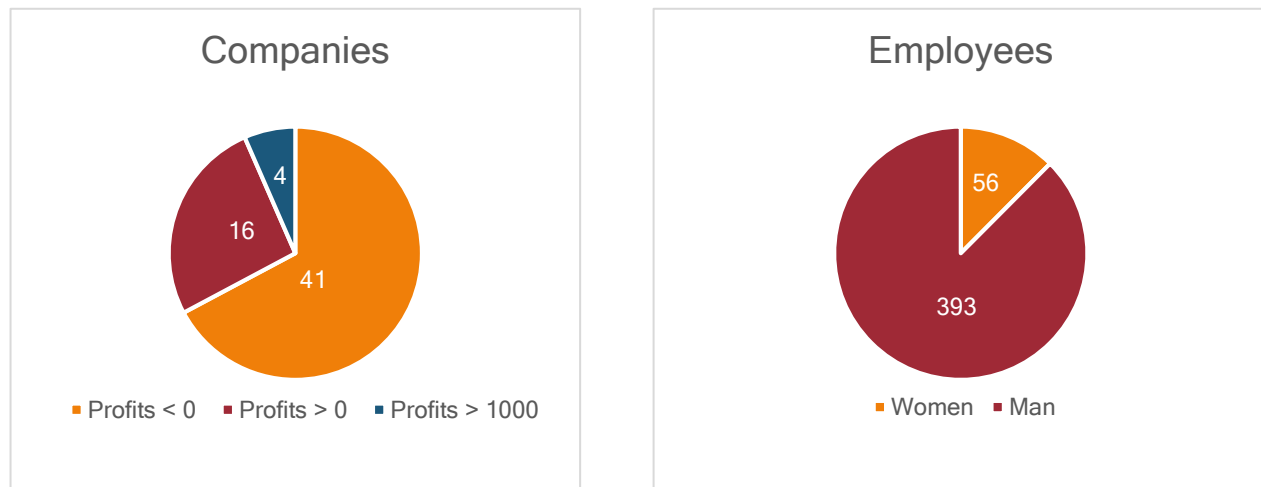 Companies
4
16
41
Profits < 0 Profits > 0 Profits > 1000
Employees
56
393
Women Man